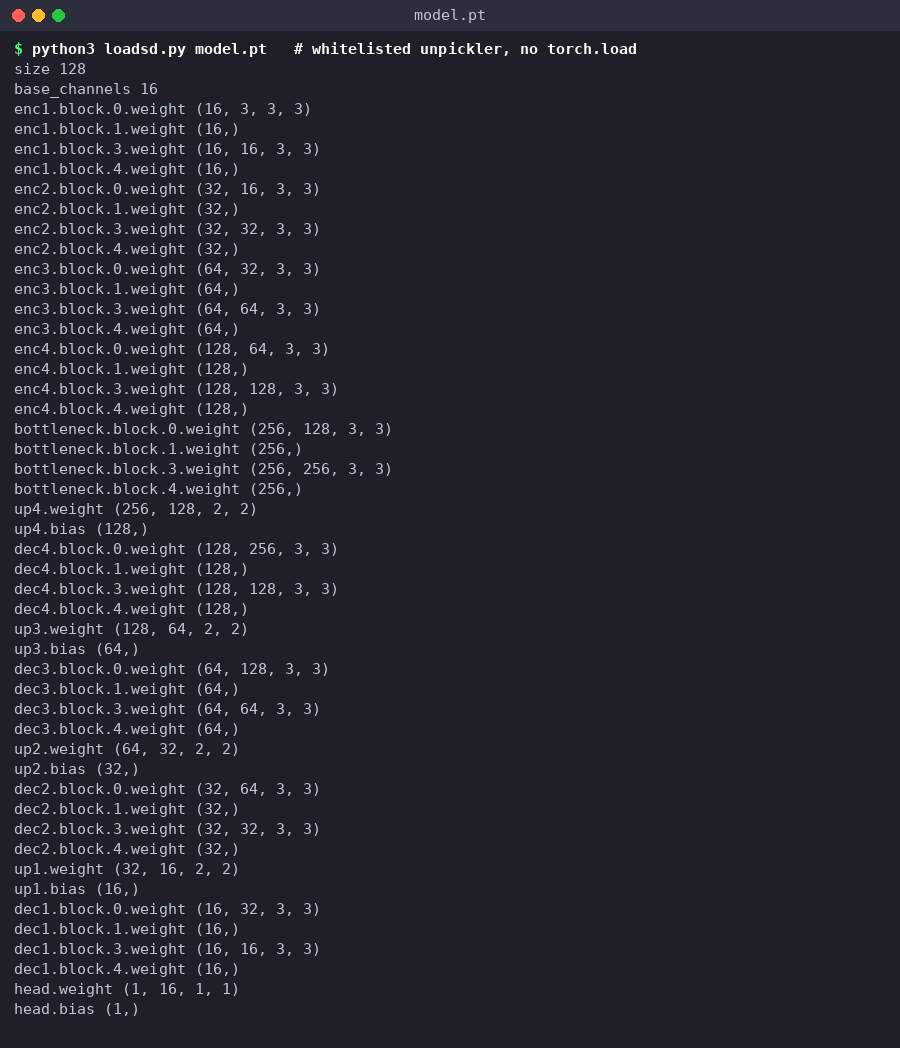 model.pt
$ python3 loadsd.py model.pt   # whitelisted unpickler, no torch.load
size 128
base_channels 16
enc1.block.0.weight (16, 3, 3, 3)
enc1.block.1.weight (16,)
enc1.block.3.weight (16, 16, 3, 3)
enc1.block.4.weight (16,)
enc2.block.0.weight (32, 16, 3, 3)
enc2.block.1.weight (32,)
enc2.block.3.weight (32, 32, 3, 3)
enc2.block.4.weight (32,)
enc3.block.0.weight (64, 32, 3, 3)
enc3.block.1.weight (64,)
enc3.block.3.weight (64, 64, 3, 3)
enc3.block.4.weight (64,)
enc4.block.0.weight (128, 64, 3, 3)
enc4.block.1.weight (128,)
enc4.block.3.weight (128, 128, 3, 3)
enc4.block.4.weight (128,)
bottleneck.block.0.weight (256, 128, 3, 3)
bottleneck.block.1.weight (256,)
bottleneck.block.3.weight (256, 256, 3, 3)
bottleneck.block.4.weight (256,)
up4.weight (256, 128, 2, 2)
up4.bias (128,)
dec4.block.0.weight (128, 256, 3, 3)
dec4.block.1.weight (128,)
dec4.block.3.weight (128, 128, 3, 3)
dec4.block.4.weight (128,)
up3.weight (128, 64, 2, 2)
up3.bias (64,)
dec3.block.0.weight (64, 128, 3, 3)
dec3.block.1.weight (64,)
dec3.block.3.weight (64, 64, 3, 3)
dec3.block.4.weight (64,)
up2.weight (64, 32, 2, 2)
up2.bias (32,)
dec2.block.0.weight (32, 64, 3, 3)
dec2.block.1.weight (32,)
dec2.block.3.weight (32, 32, 3, 3)
dec2.block.4.weight (32,)
up1.weight (32, 16, 2, 2)
up1.bias (16,)
dec1.block.0.weight (16, 32, 3, 3)
dec1.block.1.weight (16,)
dec1.block.3.weight (16, 16, 3, 3)
dec1.block.4.weight (16,)
head.weight (1, 16, 1, 1)
head.bias (1,)